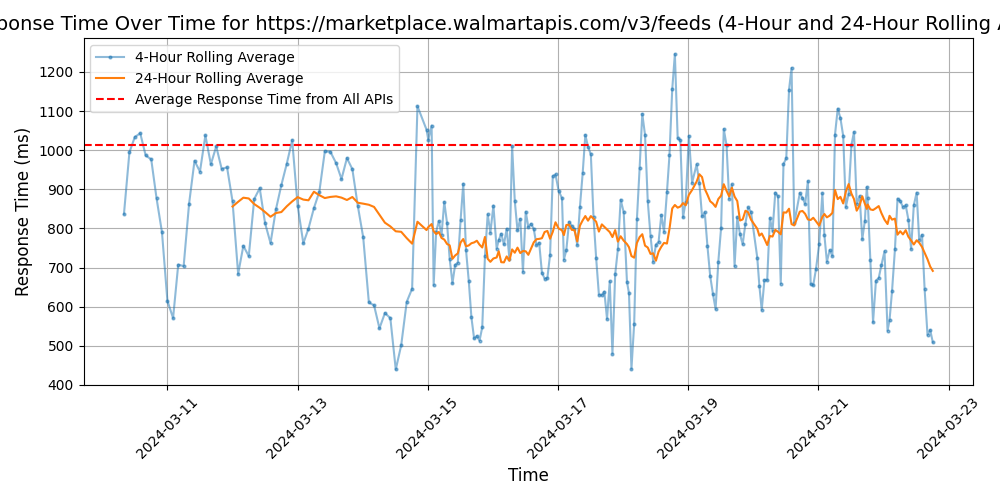 ponse Time Over Time for https://marketplace.walmartapis.com/v3/feeds (4-Hour and 24-Hour Rolling
4-Hour Rolling Average
24-Hour Rolling Average
Average Response Time from All APIs
Response Time (ms)
1200
1100
1000
900
800
700
600
500
400
2024-03-11
2024-03-13
2024-03-15
2024-03-17
2024-03-19
2024-03-21
2024-03-23
Time